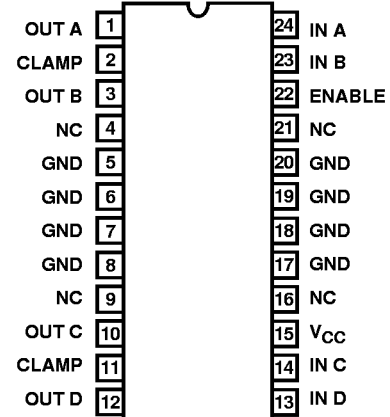 OUT A 1 24 IN A
CLAMP 2 23 IN B
OUT B 3 22 ENABLE
NC 4 21 NC
GND 5 20 GND
GND 6 19 GND
GND 7 18 GND
GND 8 17 GND
NC 9 16 NC
OUT C 10 15 VCC
CLAMP 11 14 IN C
OUT D 12 13 IN D